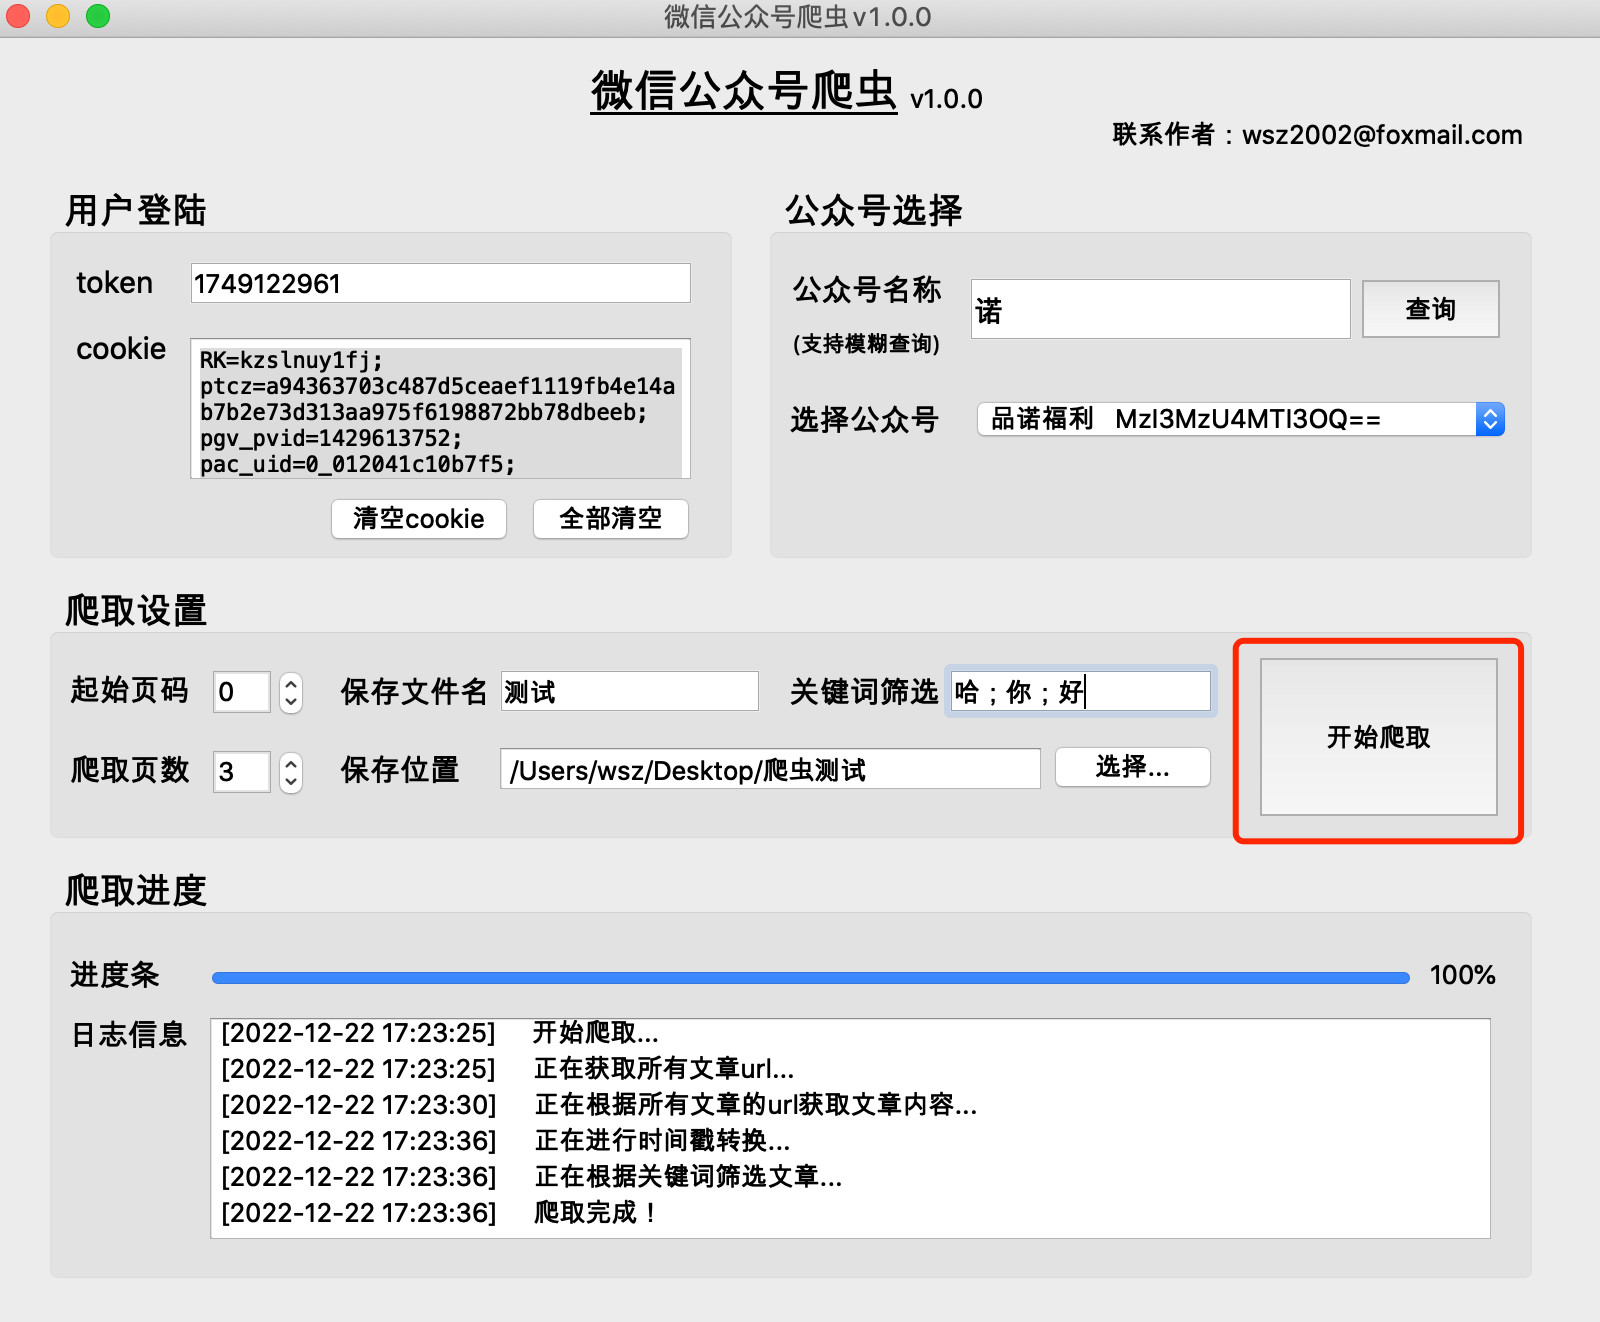 微信公众号爬虫v1.0.0
微信公众号爬虫 v1.0.0
联系作者：wsz2002@foxmail.com
用户登陆
token 1749122961
cookie
RK=kzslnuy1fj;
ptcz=a94363703c487d5ceaef1119fb4e14a
b7b2e73d313aa975f6198872bb78dbeeb;
pgv_pvid=1429613752;
pac_uid=0_012041c10b7f5;
清空cookie 全部清空
公众号选择
公众号名称 诺 查询
(支持模糊查询)
选择公众号 品诺福利 MzI3MzU4MTI3OQ==
爬取设置
起始页码 0 保存文件名 测试 关键词筛选 哈；你；好
爬取页数 3 保存位置 /Users/wsz/Desktop/爬虫测试 选择...
开始爬取
爬取进度
进度条 100%
日志信息
[2022-12-22 17:23:25] 开始爬取...
[2022-12-22 17:23:25] 正在获取所有文章url...
[2022-12-22 17:23:30] 正在根据所有文章的url获取文章内容...
[2022-12-22 17:23:36] 正在进行时间戳转换...
[2022-12-22 17:23:36] 正在根据关键词筛选文章...
[2022-12-22 17:23:36] 爬取完成！